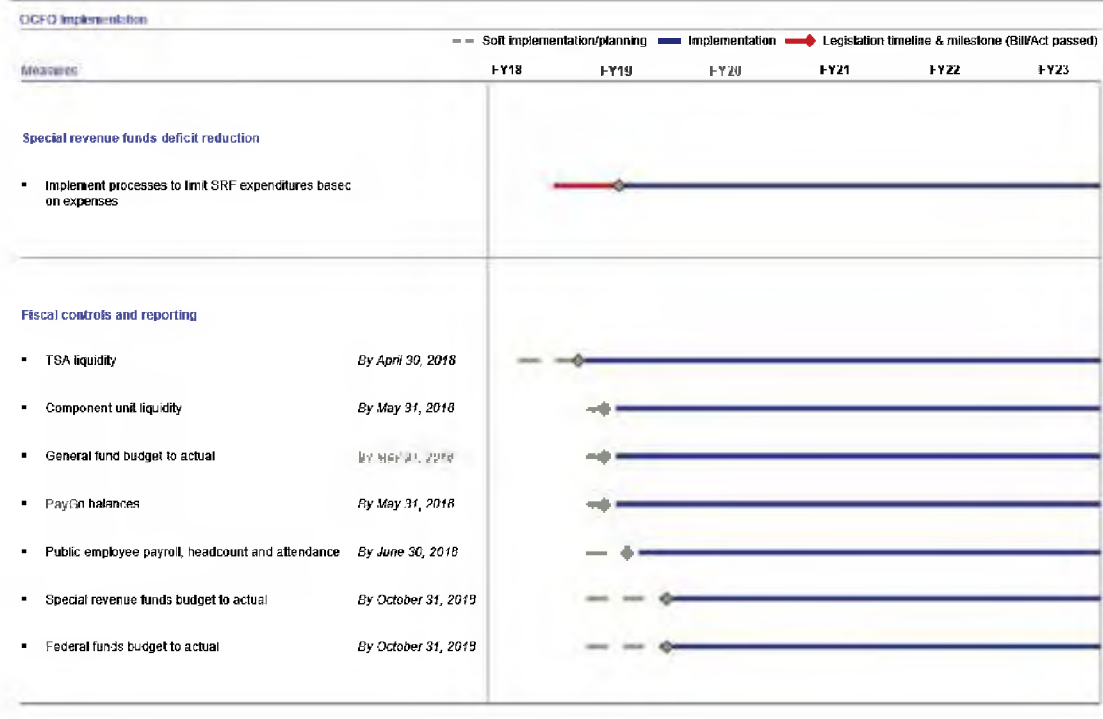 OCFO Implementation
Soft implementation/planning Implementation Legislation timeline & milestone (Bill/Act passed)
Measures FY18 FY19 FY20 FY21 FY22 FY23
Special revenue funds deficit reduction
▪ Implement processes to limit SRF expenditures based
on expenses
Fiscal controls and reporting
▪ TSA liquidity By April 30, 2018
▪ Component unit liquidity By May 31, 2018
▪ General fund budget to actual
▪ PayGo balances By May 31, 2018
▪ Public employee payroll, headcount and attendance By June 30, 2018
▪ Special revenue funds budget to actual By October 31, 2018
▪ Federal funds budget to actual By October 31, 2018